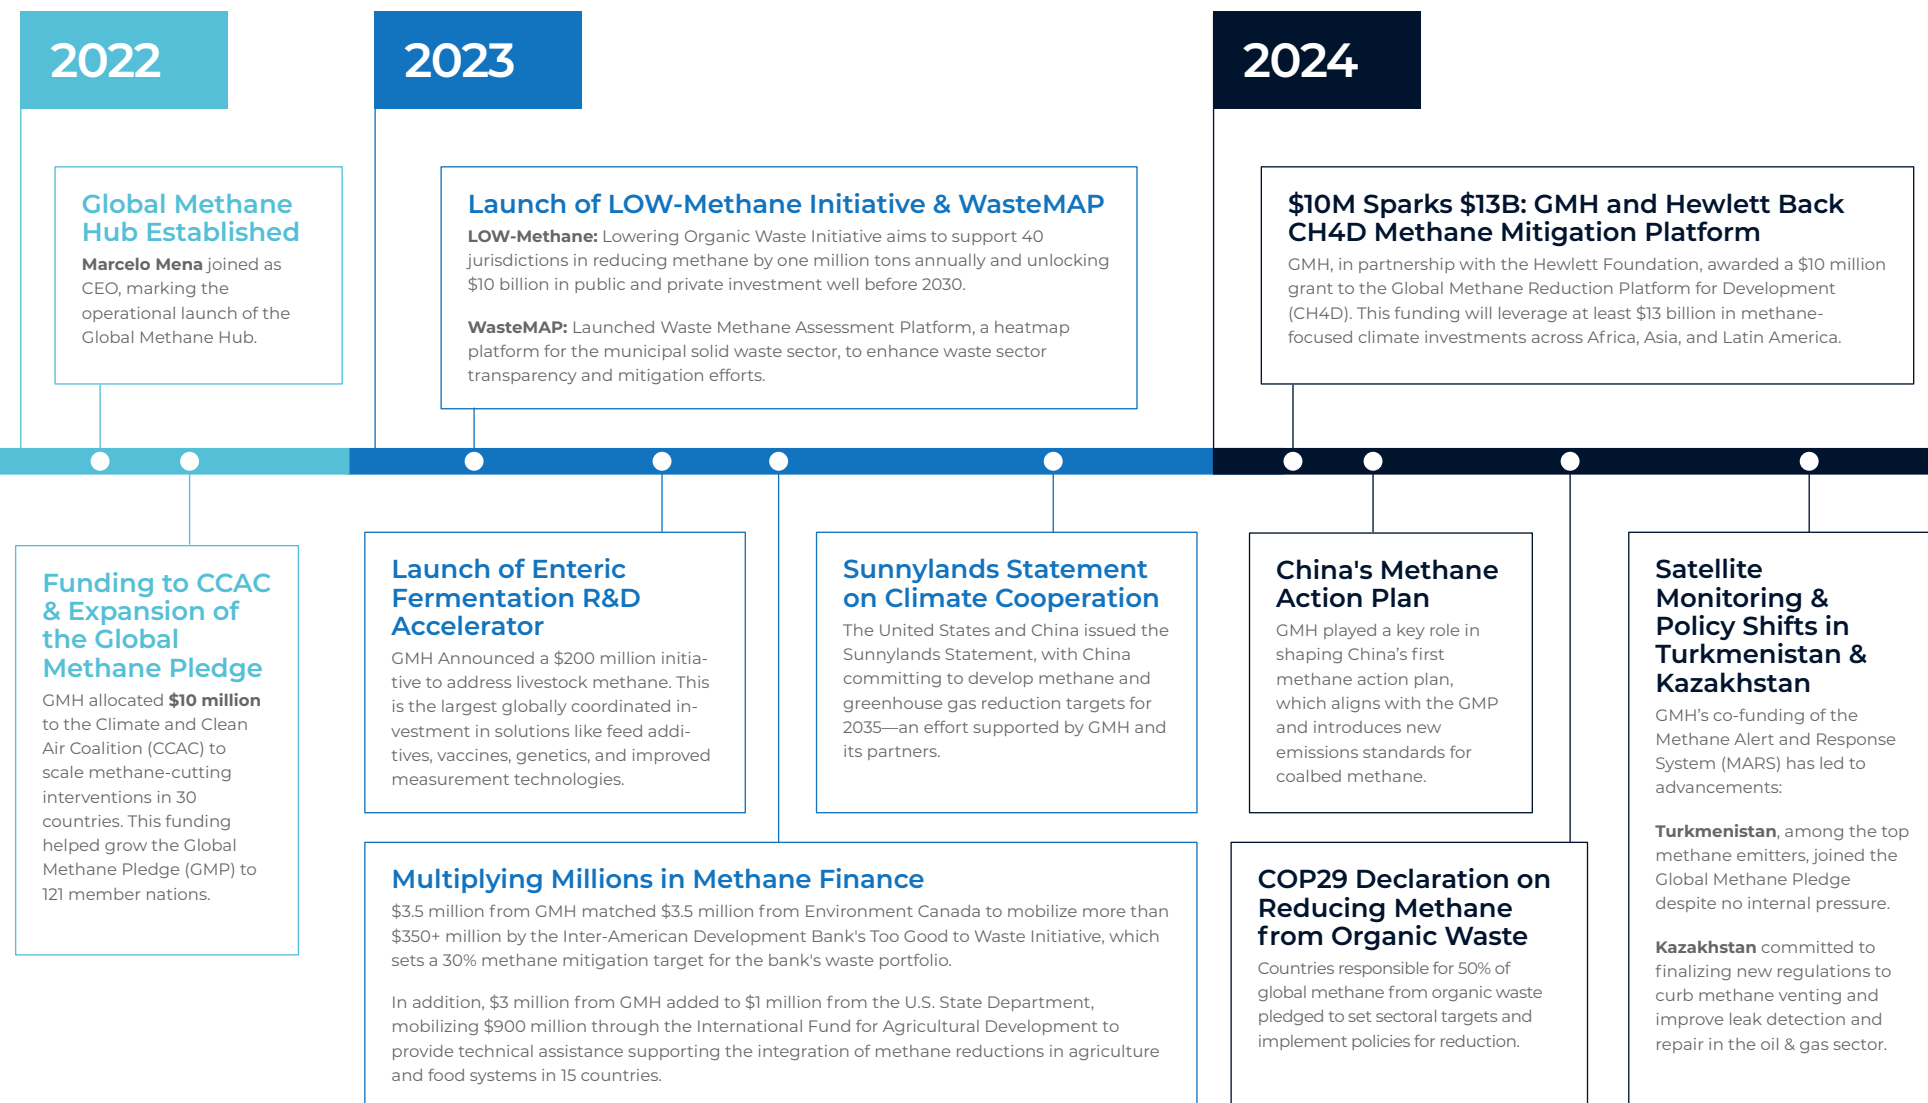 2022
Global Methane
Hub Established
Marcelo Mena joined as
CEO, marking the
operational launch of the
Global Methane Hub.
Funding to CCAC
& Expansion of
the Global
Methane Pledge
GMH allocated $10 million
to the Climate and Clean
Air Coalition (CCAC) to
scale methane-cutting
interventions in 30
countries. This funding
helped grow the Global
Methane Pledge (GMP) to
121 member nations.
2023
Launch of LOW-Methane Initiative & WasteMAP
LOW-Methane: Lowering Organic Waste Initiative aims to support 40
jurisdictions in reducing methane by one million tons annually and unlocking
$10 billion in public and private investment well before 2030.
WasteMAP: Launched Waste Methane Assessment Platform, a heatmap
platform for the municipal solid waste sector, to enhance waste sector
transparency and mitigation efforts.
Launch of Enteric
Fermentation R&D
Accelerator
GMH Announced a $200 million initia-
tive to address livestock methane. This
is the largest globally coordinated in-
vestment in solutions like feed addi-
tives, vaccines, genetics, and improved
measurement technologies.
Multiplying Millions in Methane Finance
$3.5 million from GMH matched $3.5 million from Environment Canada to mobilize more than
$350+ million by the Inter-American Development Bank's Too Good to Waste Initiative, which
sets a 30% methane mitigation target for the bank's waste portfolio.
In addition, $3 million from GMH added to $1 million from the U.S. State Department,
mobilizing $900 million through the International Fund for Agricultural Development to
provide technical assistance supporting the integration of methane reductions in agriculture
and food systems in 15 countries.
Sunnylands Statement
on Climate Cooperation
The United States and China issued the
Sunnylands Statement, with China
committing to develop methane and
greenhouse gas reduction targets for
2035—an effort supported by GMH and
its partners.
2024
$10M Sparks $13B: GMH and Hewlett Back
CH4D Methane Mitigation Platform
GMH, in partnership with the Hewlett Foundation, awarded a $10 million
grant to the Global Methane Reduction Platform for Development
(CH4D). This funding will leverage at least $13 billion in methane-
focused climate investments across Africa, Asia, and Latin America.
China's Methane
Action Plan
GMH played a key role in
shaping China’s first
methane action plan,
which aligns with the GMP
and introduces new
emissions standards for
coalbed methane.
COP29 Declaration on
Reducing Methane
from Organic Waste
Countries responsible for 50% of
global methane from organic waste
pledged to set sectoral targets and
implement policies for reduction.
Satellite
Monitoring &
Policy Shifts in
Turkmenistan &
Kazakhstan
GMH’s co-funding of the
Methane Alert and Response
System (MARS) has led to
advancements:
Turkmenistan, among the top
methane emitters, joined the
Global Methane Pledge
despite no internal pressure.
Kazakhstan committed to
finalizing new regulations to
curb methane venting and
improve leak detection and
repair in the oil & gas sector.